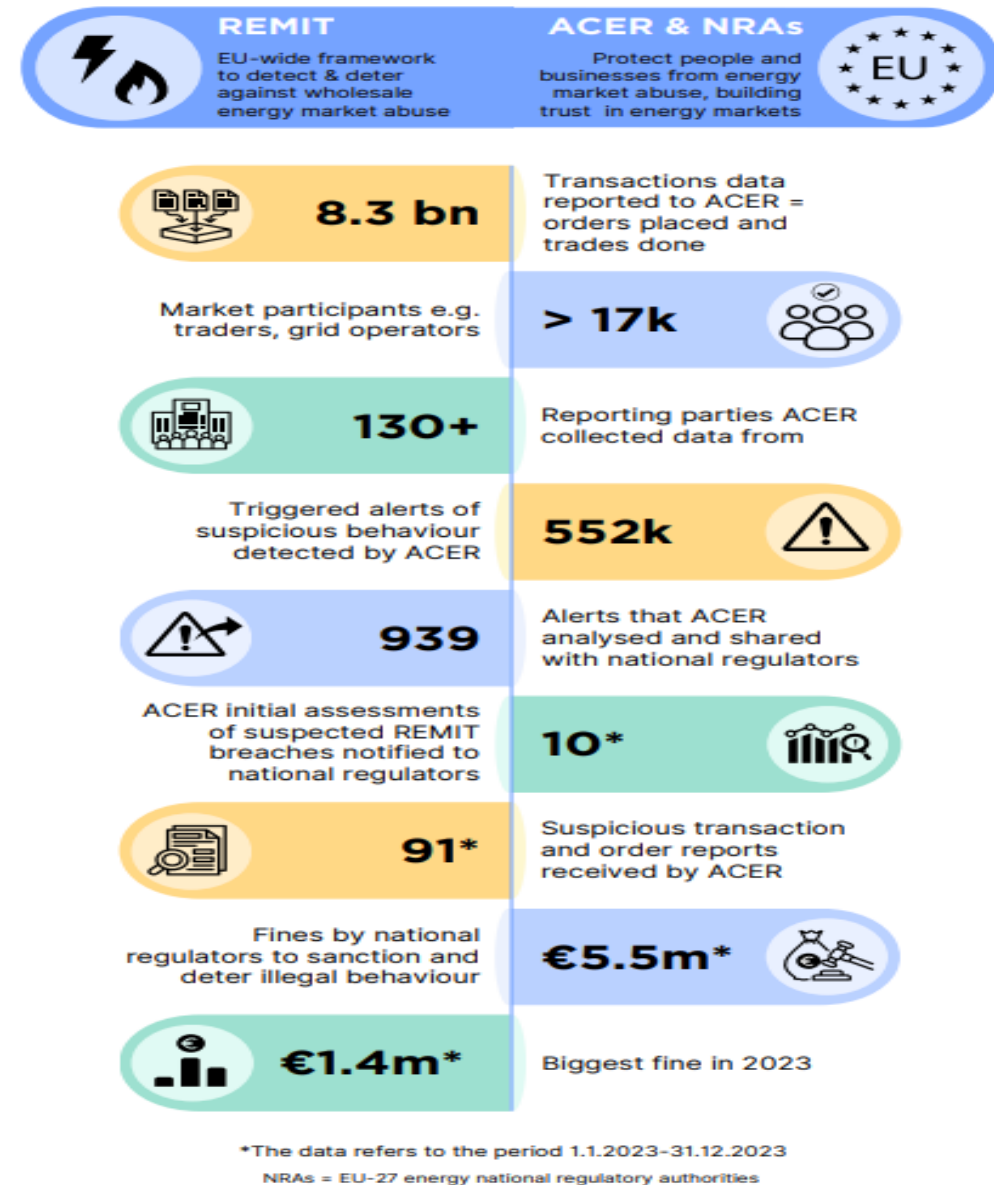 REMIT
EU-wide framework
to detect & deter
against wholesale
energy market abuse
ACER & NRAs
Protect people and
businesses from energy
market abuse, building
trust in energy markets
EU
8.3 bn
Transactions data
reported to ACER =
orders placed and
trades done
Market participants e.g.
traders, grid operators
> 17k
130+
Reporting parties ACER
collected data from
Triggered alerts of
suspicious behaviour
detected by ACER
552k
939
Alerts that ACER
analysed and shared
with national regulators
ACER initial assessments
of suspected REMIT
breaches notified to
national regulators
10*
91*
Suspicious transaction
and order reports
received by ACER
Fines by national
regulators to sanction and
deter illegal behaviour
€5.5m*
€1.4m*
Biggest fine in 2023
*The data refers to the period 1.1.2023-31.12.2023
NRAs = EU-27 energy national regulatory authorities